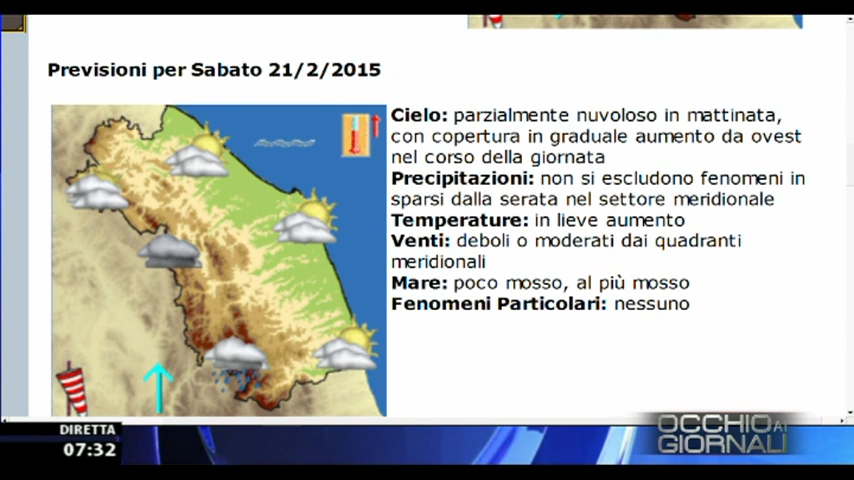 Previsioni per Sabato 21/2/2015
Cielo: parzialmente nuvoloso in mattinata,
con copertura in graduale aumento da ovest
nel corso della giornata
Precipitazioni: non si escludono fenomeni in
sparsi dalla serata nel settore meridionale
Temperature: in lieve aumento
Venti: deboli o moderati dai quadranti
meridionali
Mare: poco mosso, al più mosso
Fenomeni Particolari: nessuno
DIRETTA
07:32
OCCHIO AI
GIORNALI